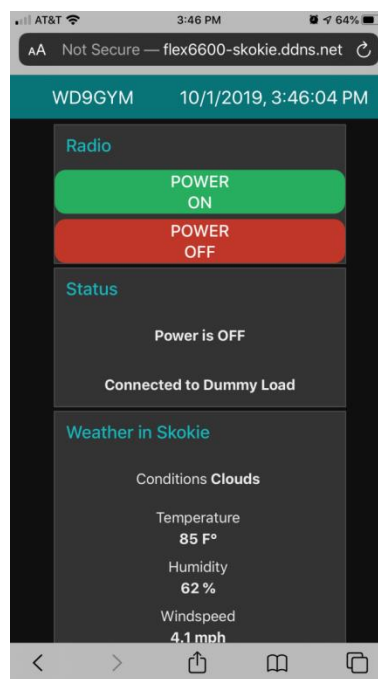 AT&T 3:46 PM 64%
AA Not Secure — flex6600-skokie.ddns.net
WD9GYM 10/1/2019, 3:46:04 PM
Radio
POWER
ON
POWER
OFF
Status
Power is OFF
Connected to Dummy Load
Weather in Skokie
Conditions Clouds
Temperature
85 F°
Humidity
62 %
Windspeed
4.1 mph